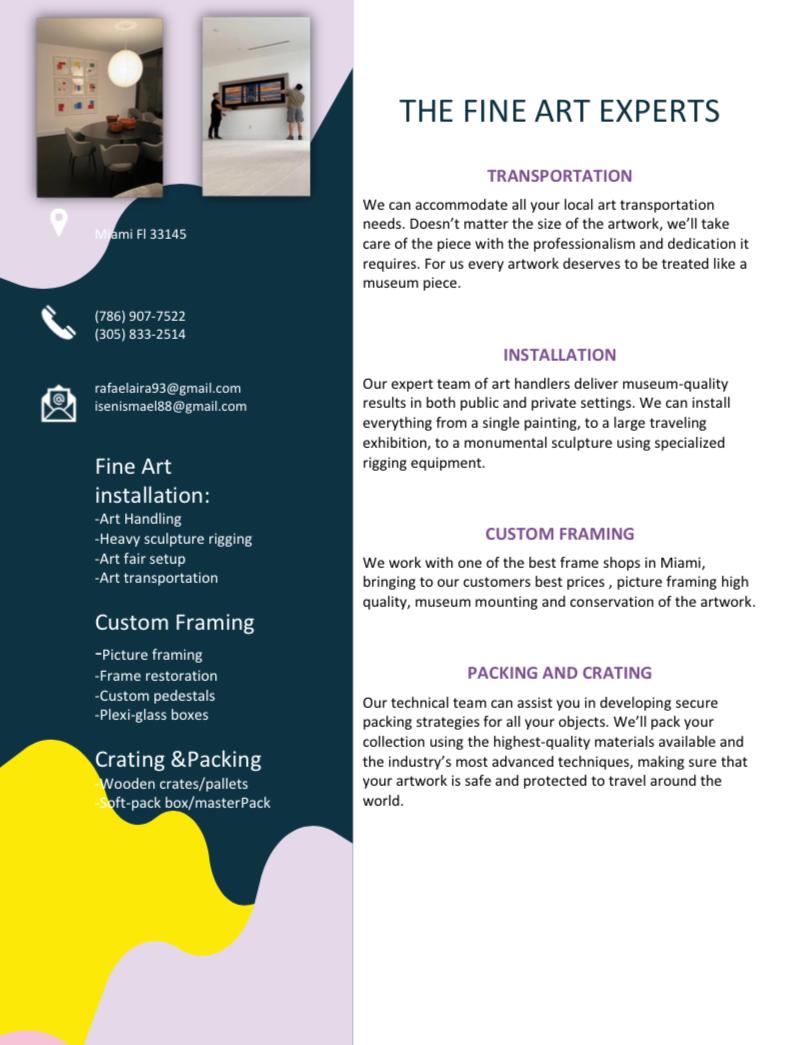 Miami Fl 33145
(786) 907-7522
(305) 833-2514
rafaelaira93@gmail.com
isenismael88@gmail.com
Fine Art
installation:
-Art Handling
-Heavy sculpture rigging
-Art fair setup
-Art transportation
Custom Framing
-Picture framing
-Frame restoration
-Custom pedestals
-Plexi-glass boxes
Crating &Packing
-Wooden crates/pallets
-Soft-pack box/masterPack
THE FINE ART EXPERTS
TRANSPORTATION
We can accommodate all your local art transportation
needs. Doesn’t matter the size of the artwork, we’ll take
care of the piece with the professionalism and dedication it
requires. For us every artwork deserves to be treated like a
museum piece.
INSTALLATION
Our expert team of art handlers deliver museum-quality
results in both public and private settings. We can install
everything from a single painting, to a large traveling
exhibition, to a monumental sculpture using specialized
rigging equipment.
CUSTOM FRAMING
We work with one of the best frame shops in Miami,
bringing to our customers best prices , picture framing high
quality, museum mounting and conservation of the artwork.
PACKING AND CRATING
Our technical team can assist you in developing secure
packing strategies for all your objects. We’ll pack your
collection using the highest-quality materials available and
the industry’s most advanced techniques, making sure that
your artwork is safe and protected to travel around the
world.